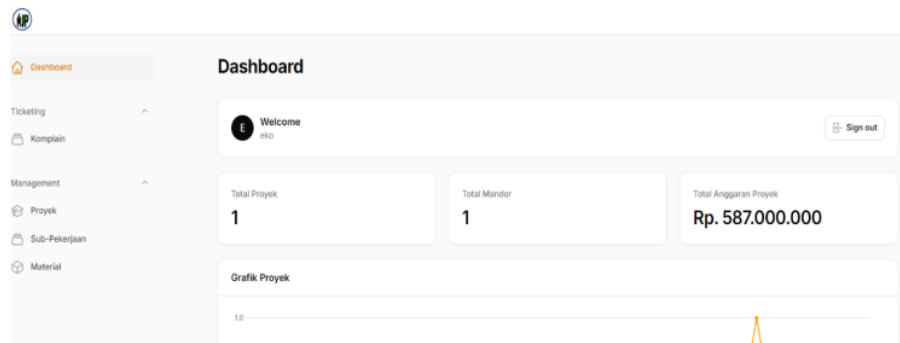 Dashboard
Ticketing
Komplain
Management
Proyek
Sub-Pekerjaan
Material
Dashboard
E
Welcome
eko
Sign out
Total Proyek
1
Total Mandor
1
Total Anggaran Proyek
Rp. 587.000.000
Grafik Proyek
1.0